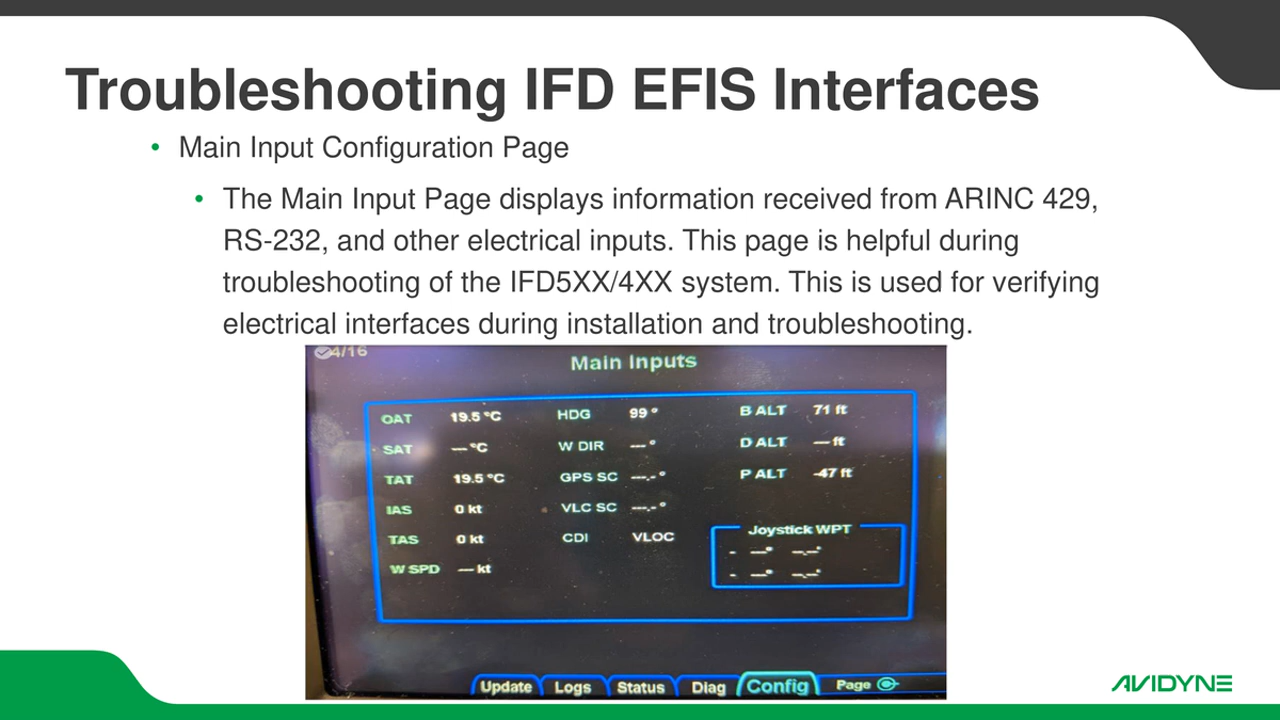 Troubleshooting IFD EFIS Interfaces
• Main Input Configuration Page
• The Main Input Page displays information received from ARINC 429,
RS-232, and other electrical inputs. This page is helpful during
troubleshooting of the IFD5XX/4XX system. This is used for verifying
electrical interfaces during installation and troubleshooting.
4/16
Main Inputs
OAT 19.5 °C HDG 99 ° B ALT 71 ft
SAT --- °C W DIR --- ° D ALT --- ft
TAT 19.5 °C GPS SC ---.- ° P ALT -47 ft
IAS 0 kt VLC SC ---.- °
TAS 0 kt CDI VLOC
W SPD --- kt
Joystick WPT
- ---° --.--'
- ---° --.--'
Update Logs Status Diag Config Page
AVIDYNE